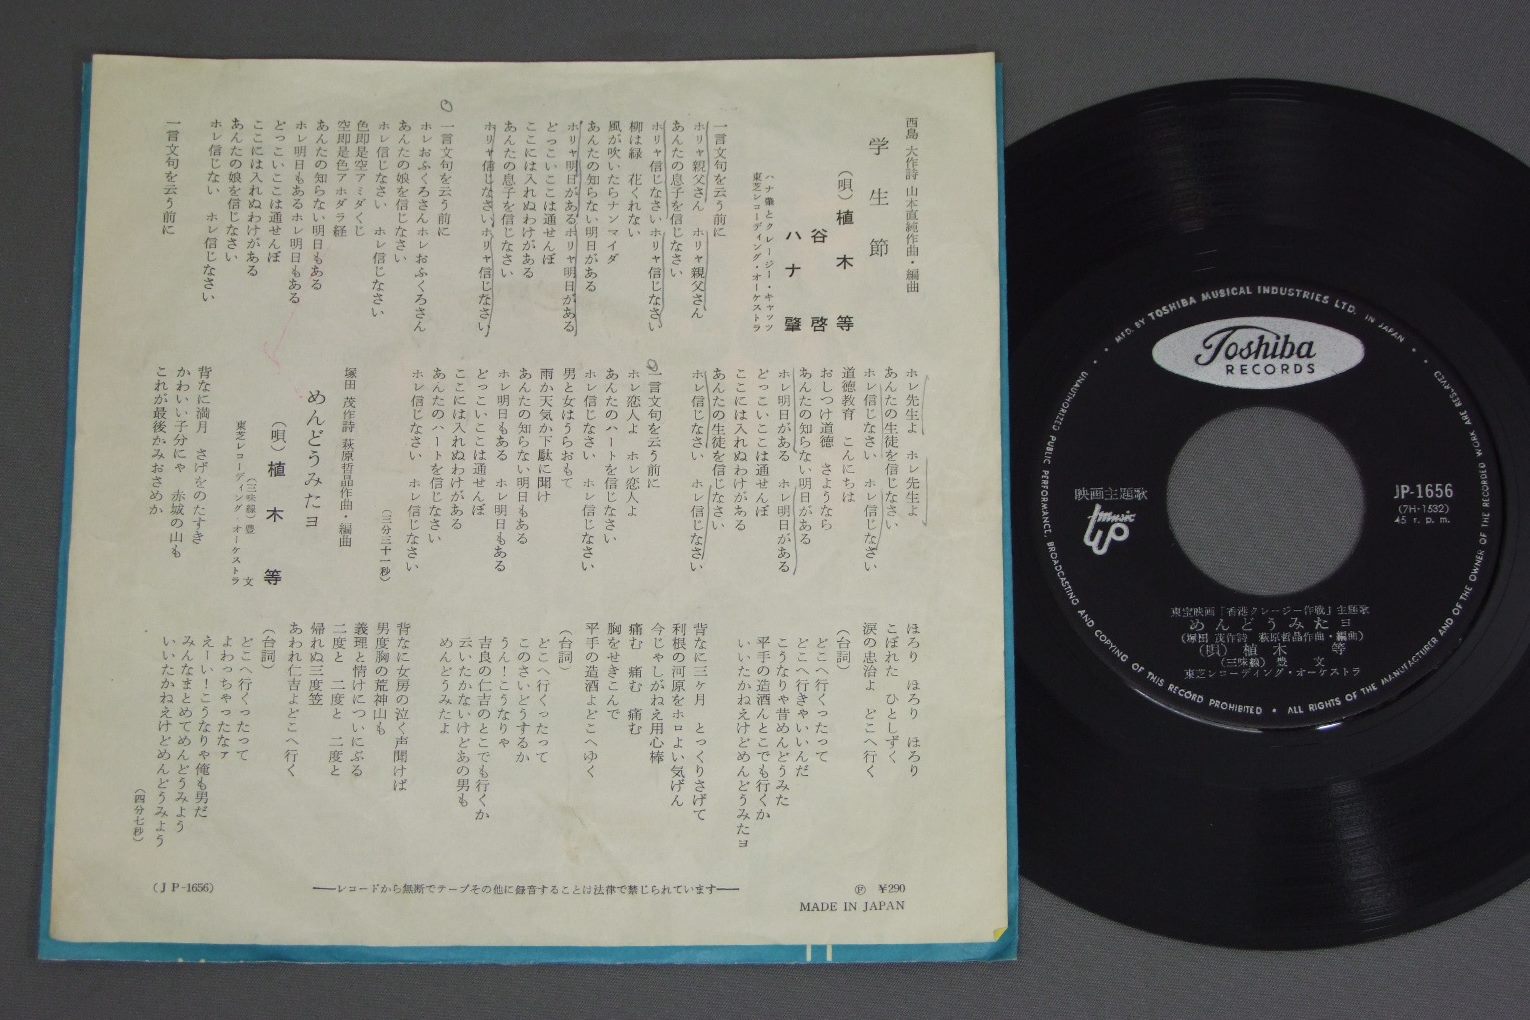 西島 大作詩 山本直純作曲・編曲
学生節
(唄) 植木 等
谷 啓
ハナ 肇
ハナ肇とクレージー・キャッツ
東芝レコーディング・オーケストラ
一言文句を云う前に
ホリャ親父さん ホリャ親父さん
あんたの息子を信じなさい
ホリャ信じなさい ホリャ信じなさい
柳は緑 花くれない
風が吹いたらナンマイダ
あんたの知らない明日がある
ホリャ明日がある ホリャ明日がある
どっこいここは通せんぼ
ここには入れぬわけがある
あんたの息子を信じなさい
ホリャ信じなさい ホリャ信じなさい
一言文句を云う前に
ホレおふくろさん ホレおふくろさん
あんたの娘を信じなさい
ホレ信じなさい ホレ信じなさい
色即是空アミダくじ
空即是色アホダラ経
あんたの知らない明日もある
ホレ明日もある ホレ明日もある
どっこいここは通せんぼ
ここには入れぬわけがある
あんたの娘を信じなさい
ホレ信じない ホレ信じなさい
一言文句を云う前に
ホレ先生よ ホレ先生よ
あんたの生徒を信じなさい
ホレ信じなさい ホレ信じなさい
道徳教育 こんにちは
おしつけ道徳 さようなら
あんたの知らない明日がある
ホレ明日がある ホレ明日がある
どっこいここは通せんぼ
ここには入れぬわけがある
あんたの生徒を信じなさい
ホレ信じなさい ホレ信じなさい
一言文句を云う前に
ホレ恋人よ ホレ恋人よ
あんたのハートを信じなさい
ホレ信じなさい ホレ信じなさい
男と女はうらおもて
雨か天気か下駄に聞け
あんたの知らない明日もある
ホレ明日もある ホレ明日もある
どっこいここは通せんぼ
ここには入れぬわけがある
あんたのハートを信じなさい
ホレ信じなさい ホレ信じなさい
(三分三十一秒)
塚田 茂作詩 萩原哲晶作曲・編曲
めんどうみたヨ
(唄) 植木 等
(三味線) 豊 文
東芝レコーディング オーケストラ
背なに満月 さげをのたすき
かわいい子分にゃ 赤城の山も
これが最後かみおさめか
ほろり ほろり ほろり
こぼれた ひとしずく
涙の忠治よ どこへ行く
(台詞)
どこへ行くったって
どこへ行きゃいいんだ
こうなりゃ昔めんどうみた
平手の造酒んとこでも行くか
いいたかねえけどめんどうみたヨ
背なに三ヶ月 とっくりさげて
利根の河原をホロよい気げん
今じゃしがねえ用心棒
痛む 痛む 痛む
胸をせきこんで
平手の造酒よどこへゆく
(台詞)
どこへ行くったって
このさいどうするか
うん!こうなりゃ
吉良の仁吉のとこでも行くか
云いたかないけどあの男も
めんどうみたよ
背なに女房の泣く声聞けば
男度胸の荒神山も
義理と情けについにぶる
二度と 二度と 二度と
帰れぬ三度笠
あわれ仁吉よどこへ行く
(台詞)
どこへ行くったって
よわっちゃったなァ
えーい!こうなりゃ俺も男だ
みんなまとめてめんどうみよう
いいたかねえけどめんどうみよう
(四分七秒)
(JP-1656)
——レコードから無断でテープその他に録音することは法律で禁じられています——
Ⓟ ¥290
MADE IN JAPAN
• MFD. BY TOSHIBA MUSICAL INDUSTRIES LTD. IN JAPAN •
• ALL RIGHTS OF THE MANUFACTURER AND OF THE OWNER OF THE RECORDED WORK ARE RESERVED •
UNAUTHORIZED PUBLIC PERFORMANCE, BROADCASTING AND COPYING OF THIS RECORD PROHIBITED
Toshiba
RECORDS
映画主題歌
music up
JP-1656
(7H-1532)
45 r. p. m.
東宝映画「香港クレージー作戦」主題歌
めんどうみたヨ
(塚田 茂作詩 萩原哲晶作曲・編曲)
(唄) 植木 等
(三味線) 豊 文
東芝レコーディング・オーケストラ